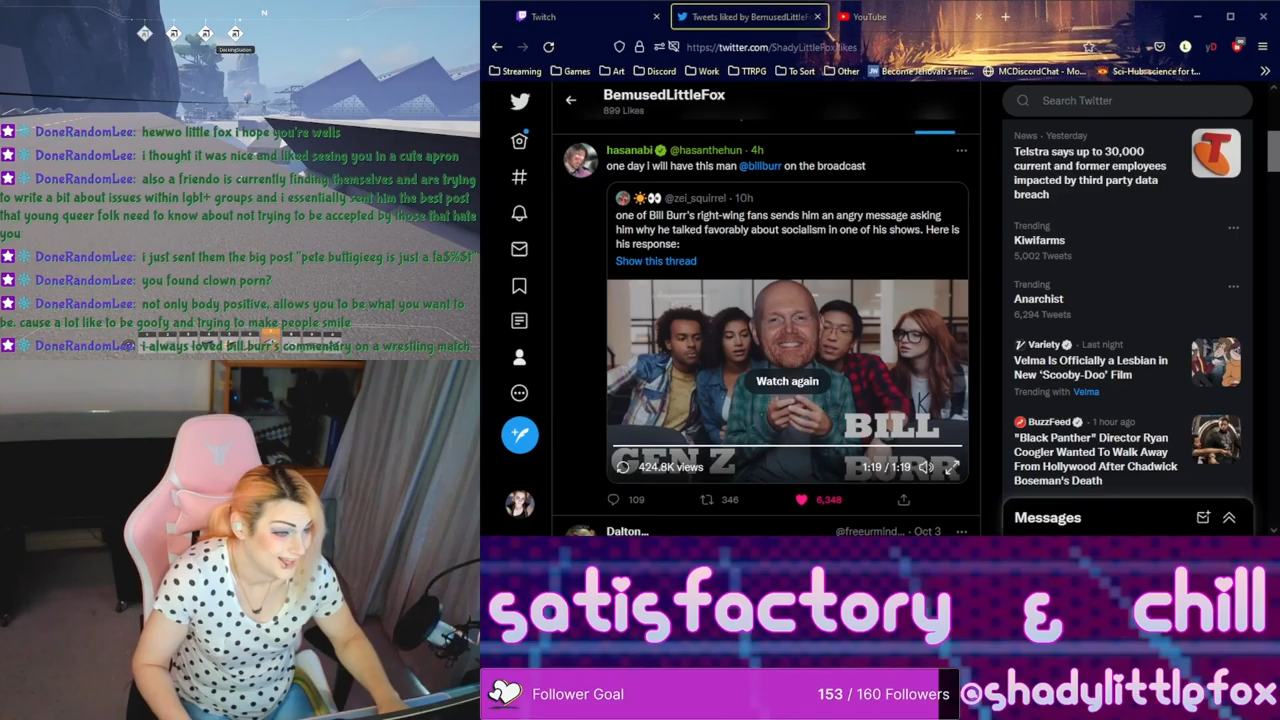 N
DockingStation
DoneRandomLee: hewwo little fox i hope you're wells
DoneRandomLee: i thought it was nice and liked seeing you in a cute apron
DoneRandomLee: also a friendo is currently finding themselves and are trying
to write a bit about issues within lgbt+ groups and i essentially sent him the best post
that young queer folk need to know about not trying to be accepted by those that hate
you
DoneRandomLee: i just sent them the big post "pete buttigieeg is just a fa$%$t"
DoneRandomLee: you found clown porn?
DoneRandomLee: not only body positive, allows you to be what you want to
be. cause a lot like to be goofy and trying to make people smile
DoneRandomLee: i always loved bill burr's commentary on a wrestling match
Twitch
Tweets liked by BemusedLittleF
YouTube
https://twitter.com/ShadyLittleFox/likes
Streaming
Games
Art
Discord
Work
TTRPG
To Sort
Other
Become Jehovah's Frie...
MCDiscordChat - Mo...
Sci-Hub: science for t...
BemusedLittleFox
899 Likes
hasanabi @hasanthehun · 4h
one day i will have this man @billburr on the broadcast
@zei_squirrel · 10h
one of Bill Burr's right-wing fans sends him an angry message asking
him why he talked favorably about socialism in one of his shows. Here is
his response:
Show this thread
Watch again
BILL
BURR
GEN Z
424.8K views
1:19 / 1:19
109
346
6,348
Dalton...
@freeurmind_ · Oct 3
Search Twitter
News · Yesterday
Telstra says up to 30,000
current and former employees
impacted by third party data
breach
Trending
Kiwifarms
5,002 Tweets
Trending
Anarchist
6,294 Tweets
Variety · Last night
Velma Is Officially a Lesbian in
New 'Scooby-Doo' Film
Trending with Velma
BuzzFeed · 1 hour ago
"Black Panther" Director Ryan
Coogler Wanted To Walk Away
From Hollywood After Chadwick
Boseman's Death
Messages
satisfactory & chill
Follower Goal
153 / 160 Followers
@shadylittlefox